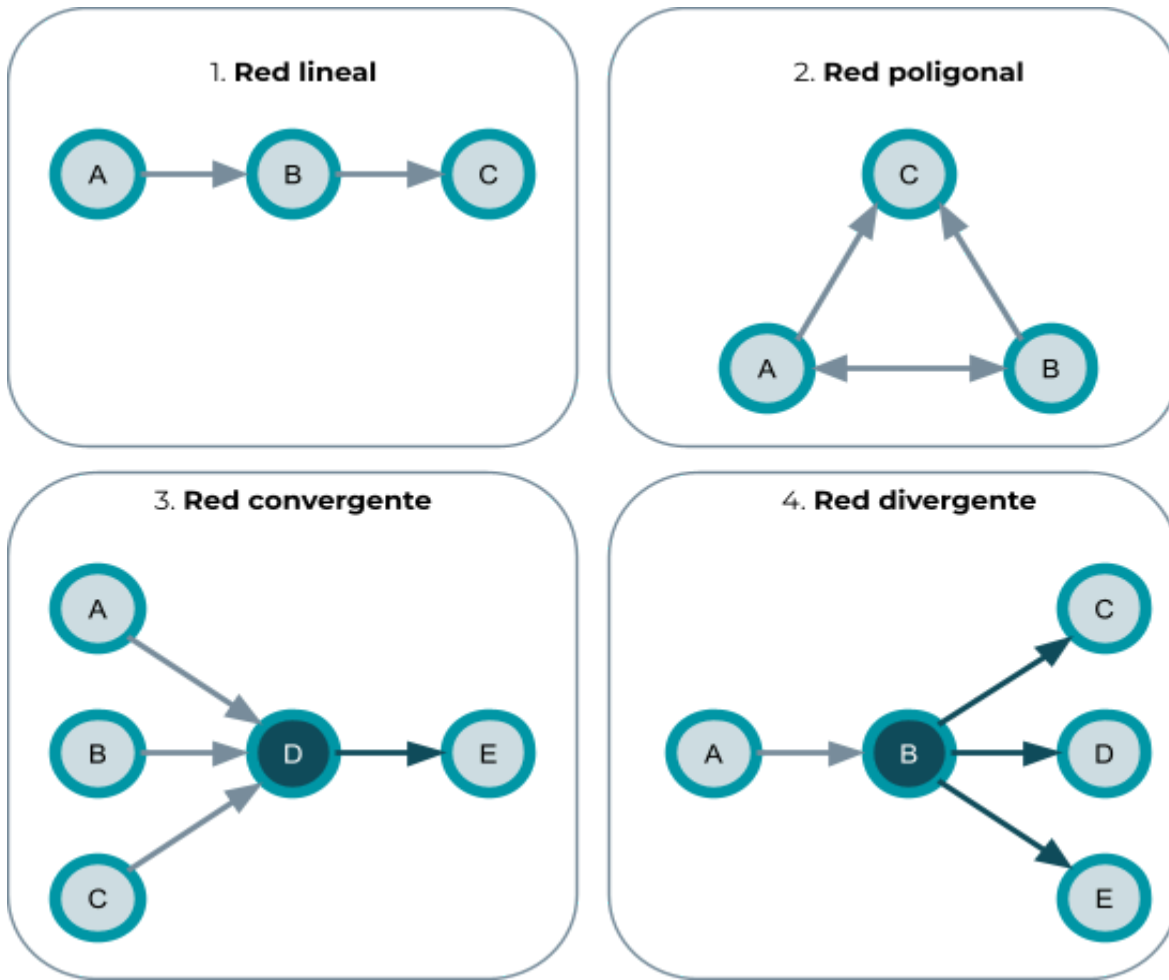 1. Red lineal
A
B
C
2. Red poligonal
C
A
B
3. Red convergente
A
B
D
E
C
4. Red divergente
C
A
B
D
E